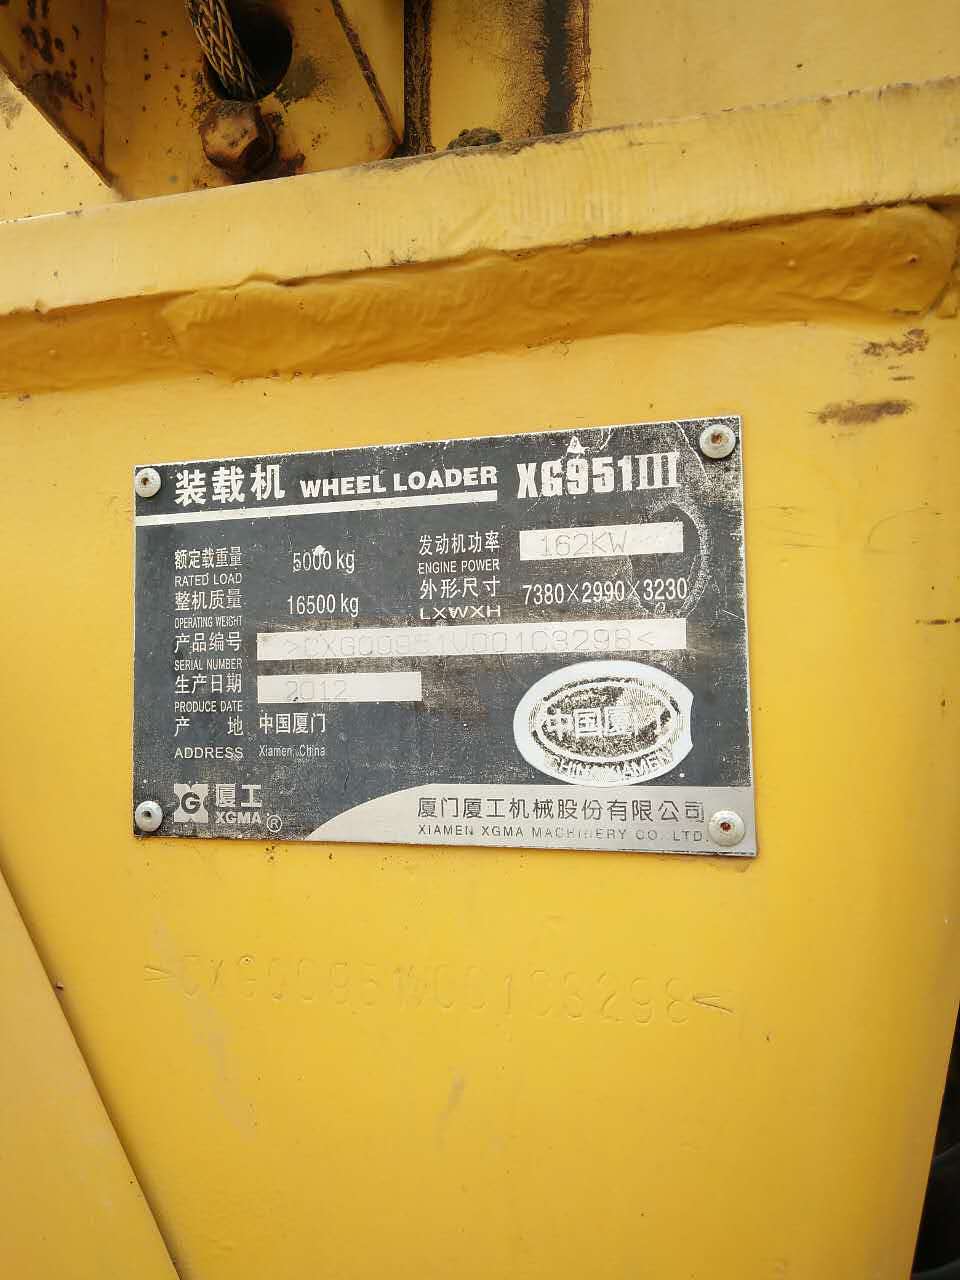 装载机 WHEEL LOADER XG951III
额定载重量 5000 kg
RATED LOAD
发动机功率 162KW
ENGINE POWER
整机质量 16500 kg
OPERATING WEIGHT
外形尺寸 7380×2990×3230
LXWXH
产品编号 >CXG00951V001C8298<
SERIAL NUMBER
生产日期 2012
PRODUCE DATE
产 地 中国厦门
ADDRESS Xiamen China
中国厦门
CHINA XIAMEN
G 厦工
XGMA ®
厦门厦工机械股份有限公司
XIAMEN XGMA MACHINERY CO. LTD.
>CXG00951V001C8298<